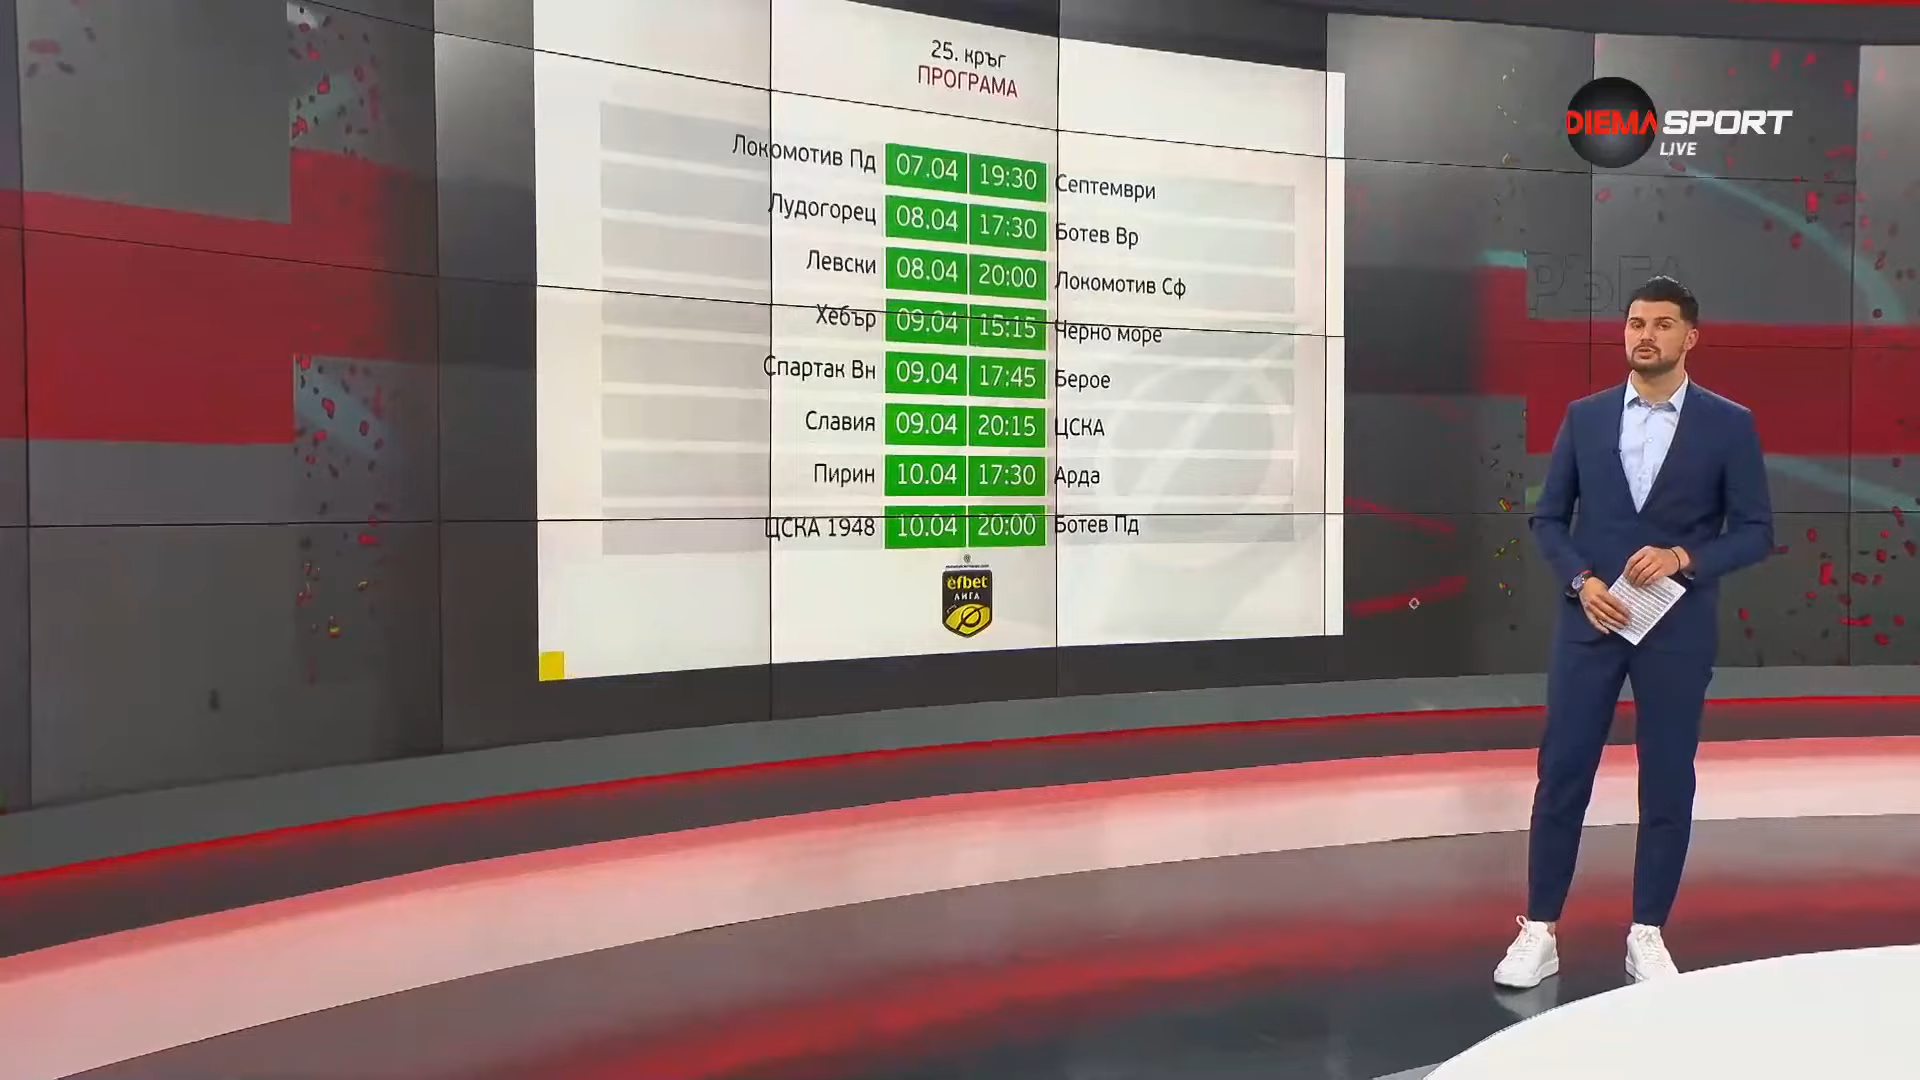 25. кръг
ПРОГРАМА
Локомотив Пд 07.04 19:30 Септември
Лудогорец 08.04 17:30 Ботев Вр
Левски 08.04 20:00 Локомотив Сф
Хебър 09.04 15:15 Черно море
Спартак Вн 09.04 17:45 Берое
Славия 09.04 20:15 ЦСКА
Пирин 10.04 17:30 Арда
ЦСКА 1948 10.04 20:00 Ботев Пд
efbet
ЛИГА
DIEMA SPORT
LIVE